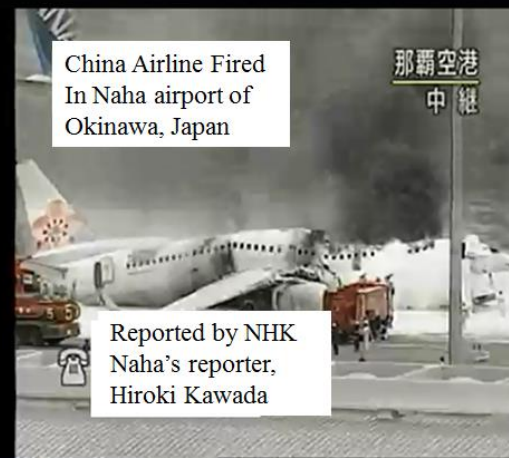 China Airline Fired
In Naha airport of
Okinawa, Japan
那覇空港
中継
Reported by NHK
Naha's reporter,
Hiroki Kawada